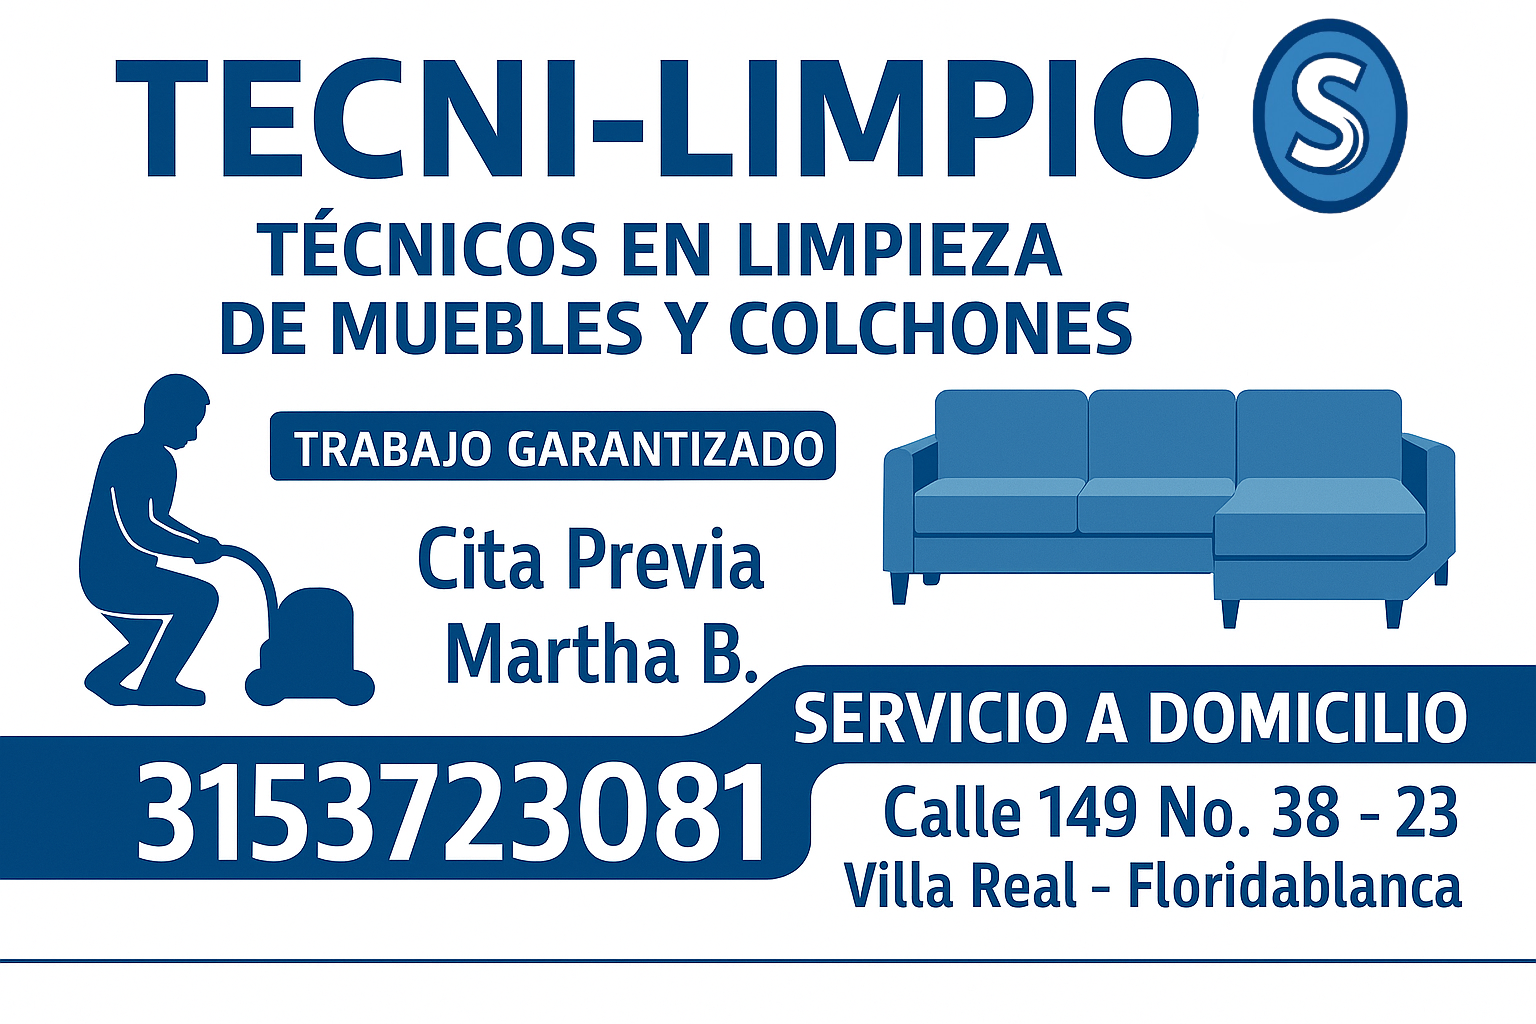 TECNI-LIMPIO
S
TÉCNICOS EN LIMPIEZA
DE MUEBLES Y COLCHONES
TRABAJO GARANTIZADO
Cita Previa
Martha B.
SERVICIO A DOMICILIO
3153723081
Calle 149 No. 38 - 23
Villa Real - Floridablanca